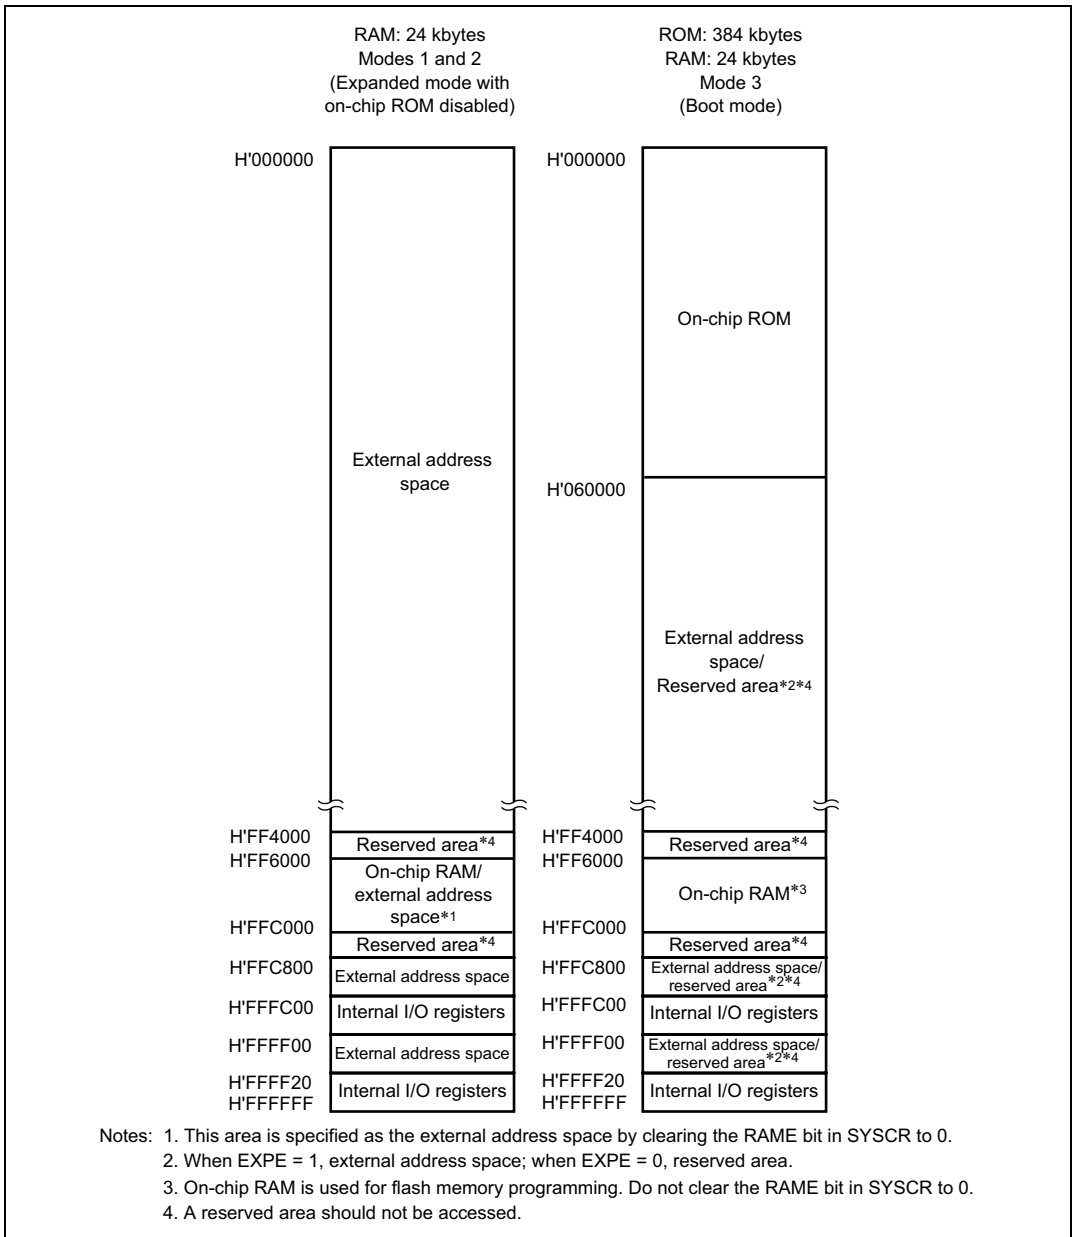 RAM: 24 kbytes
Modes 1 and 2
(Expanded mode with
on-chip ROM disabled)
H'000000
External address
space
H'FF4000
Reserved area*4
H'FF6000
On-chip RAM/
external address
space*1
H'FFC000
Reserved area*4
H'FFC800
External address space
H'FFFC00
Internal I/O registers
H'FFFF00
External address space
H'FFFF20
Internal I/O registers
H'FFFFFF
ROM: 384 kbytes
RAM: 24 kbytes
Mode 3
(Boot mode)
H'000000
On-chip ROM
H'060000
External address
space/
Reserved area*2*4
H'FF4000
Reserved area*4
H'FF6000
On-chip RAM*3
H'FFC000
Reserved area*4
H'FFC800
External address space/
reserved area*2*4
H'FFFC00
Internal I/O registers
H'FFFF00
External address space/
reserved area*2*4
H'FFFF20
Internal I/O registers
H'FFFFFF
Notes: 1. This area is specified as the external address space by clearing the RAME bit in SYSCR to 0.
2. When EXPE = 1, external address space; when EXPE = 0, reserved area.
3. On-chip RAM is used for flash memory programming. Do not clear the RAME bit in SYSCR to 0.
4. A reserved area should not be accessed.